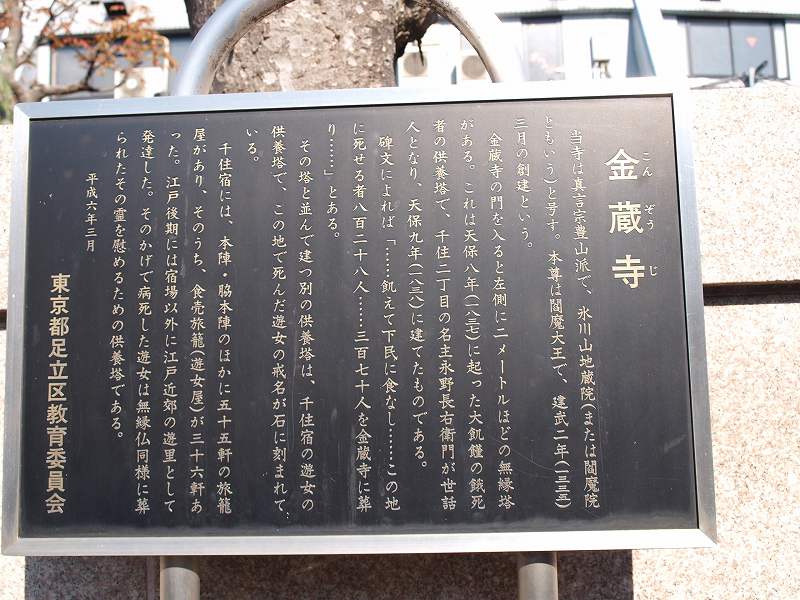 金蔵寺
こんぞうじ
当寺は真言宗豊山派で、氷川山地蔵院(または閻魔院
ともいう)と号す。本尊は閻魔大王で、建武二年(一三三五)
三月の創建という。
金蔵寺の門を入ると左側に二メートルほどの無縁塔
がある。これは天保八年(一八三七)に起った大飢饉の餓死
者の供養塔で、千住二丁目の名主永野長右衛門が世話
人となり、天保九年(一八三八)に建てたものである。
碑文によれば「……飢えて下民に食なし……この地
に死せる者八百二十八人……三百七十人を金蔵寺に葬
り……」とある。
その塔と並んで建つ別の供養塔は、千住宿の遊女の
供養塔で、この地で死んだ遊女の戒名が石に刻まれて
いる。
千住宿には、本陣・脇本陣のほかに五十五軒の旅籠
屋があり、そのうち、食売旅籠(遊女屋)が三十六軒あ
った。江戸後期には宿場以外に江戸近郊の遊里として
発達した。そのかげで病死した遊女は無縁仏同様に葬
られたその霊を慰めるための供養塔である。
平成六年三月
東京都足立区教育委員会